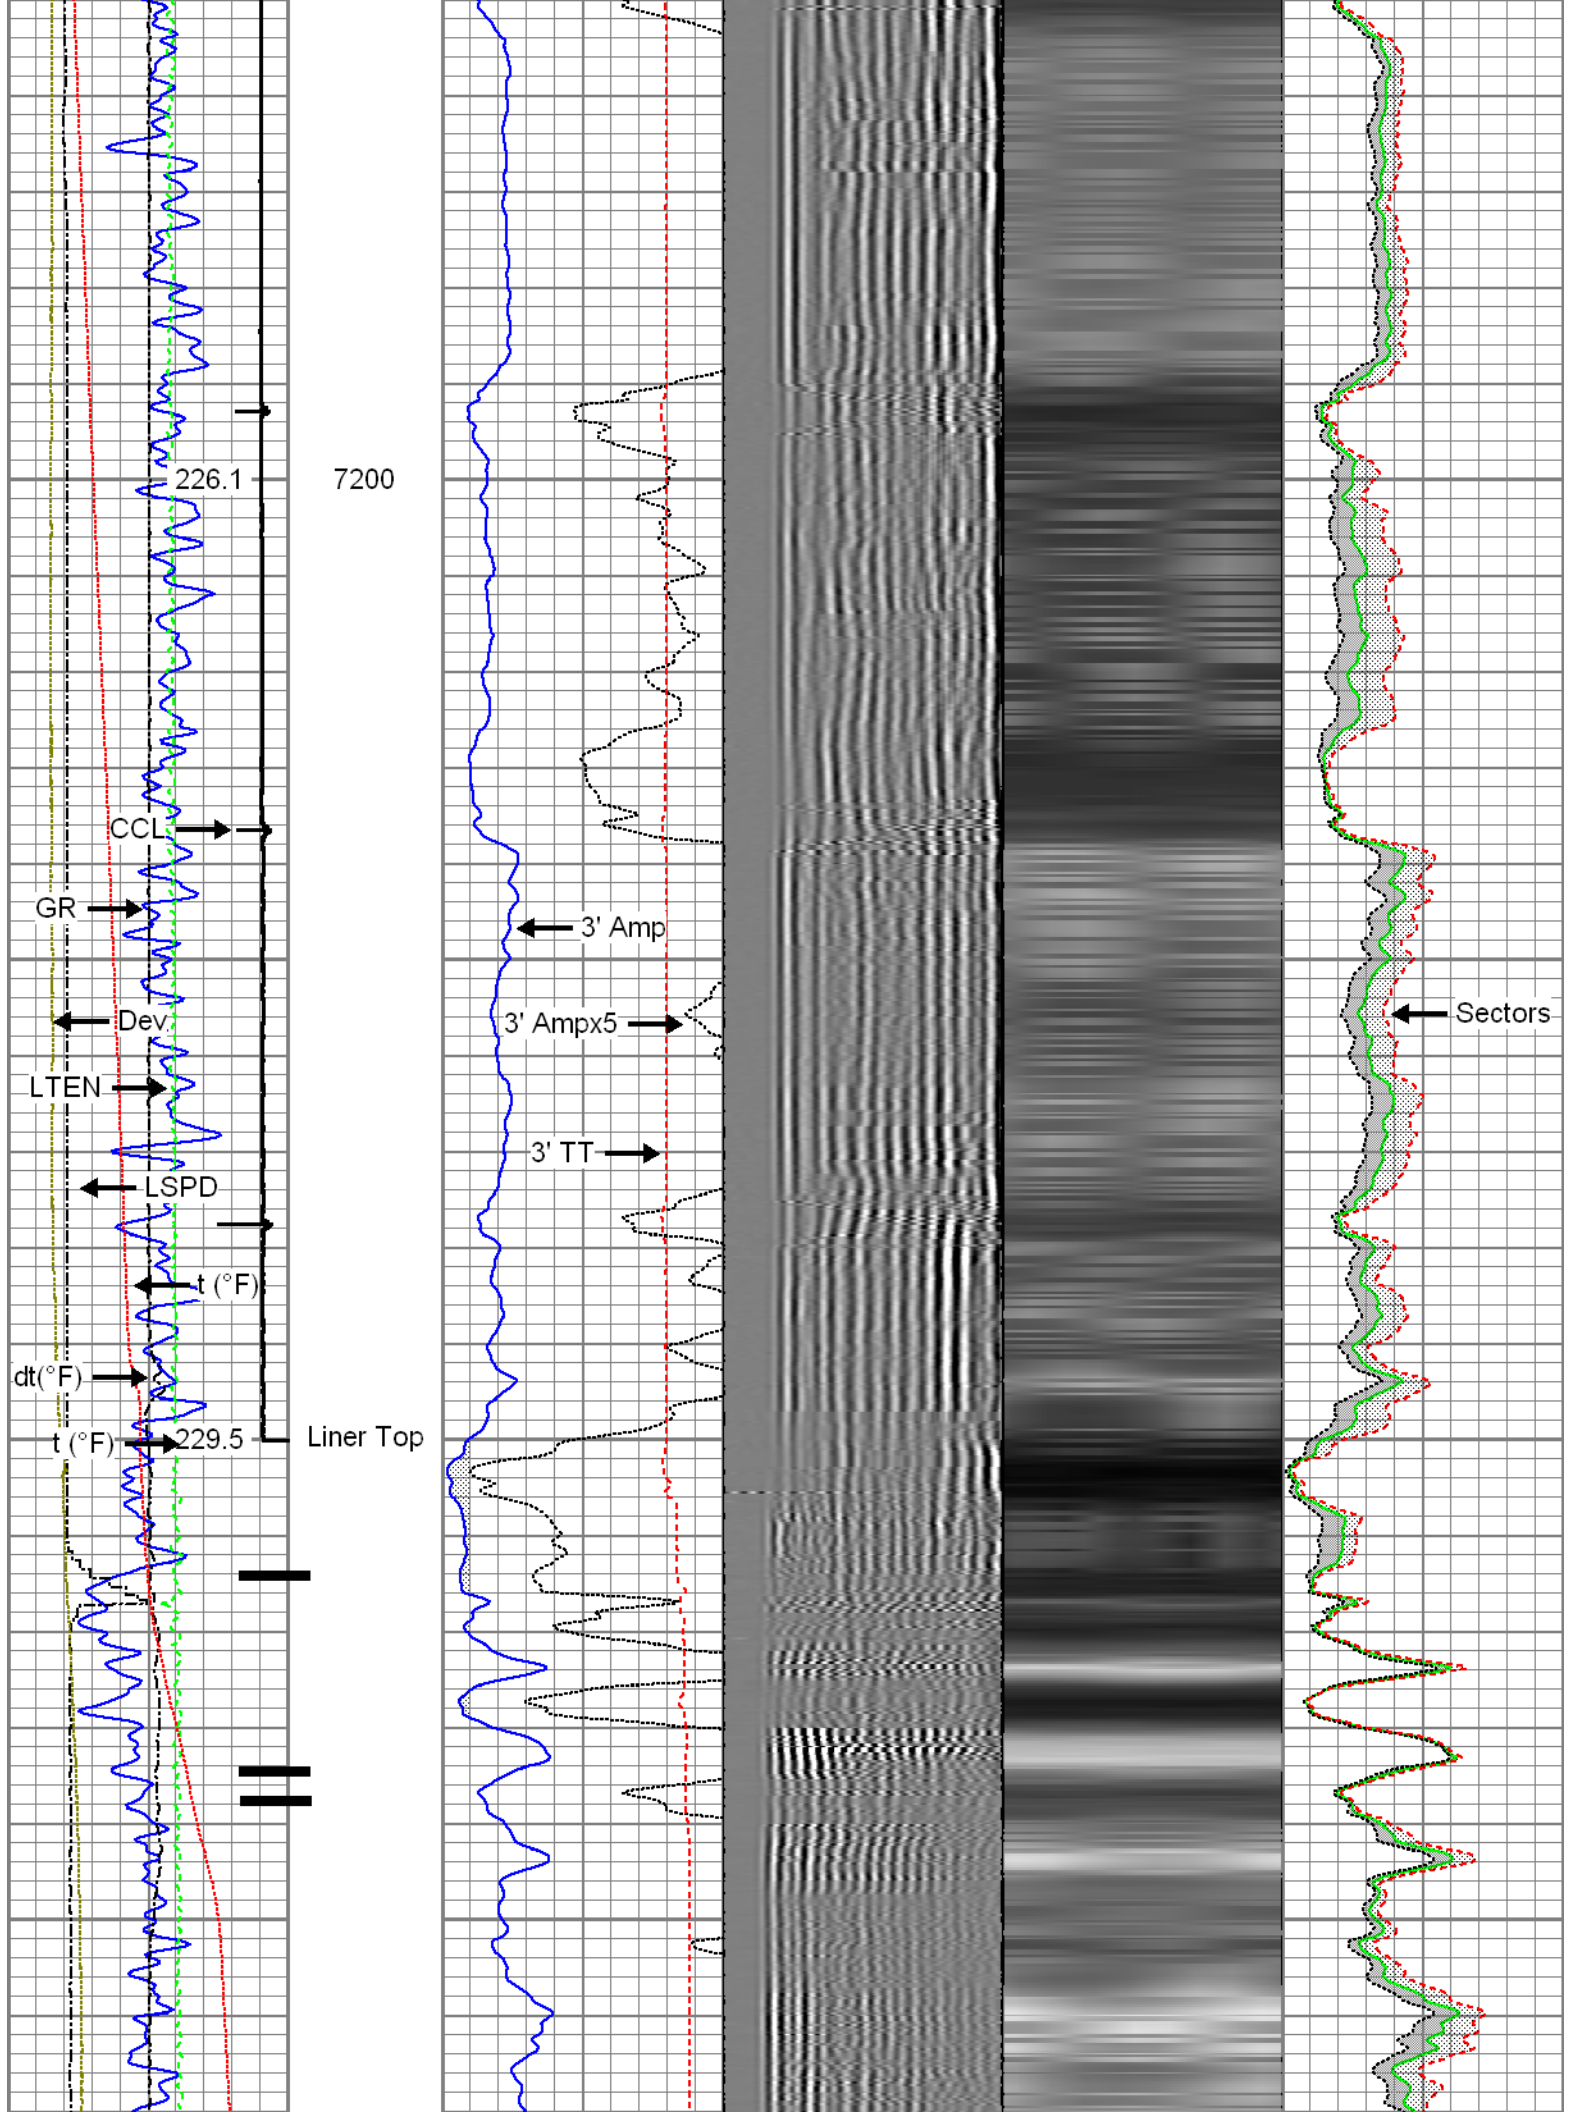 226.1
7200
CCL
GR
3' Amp
Sectors
Dev
3' Ampx5
LTEN
3' TT
LSPD
t (°F)
dt(°F)
t (°F)
229.5
Liner Top